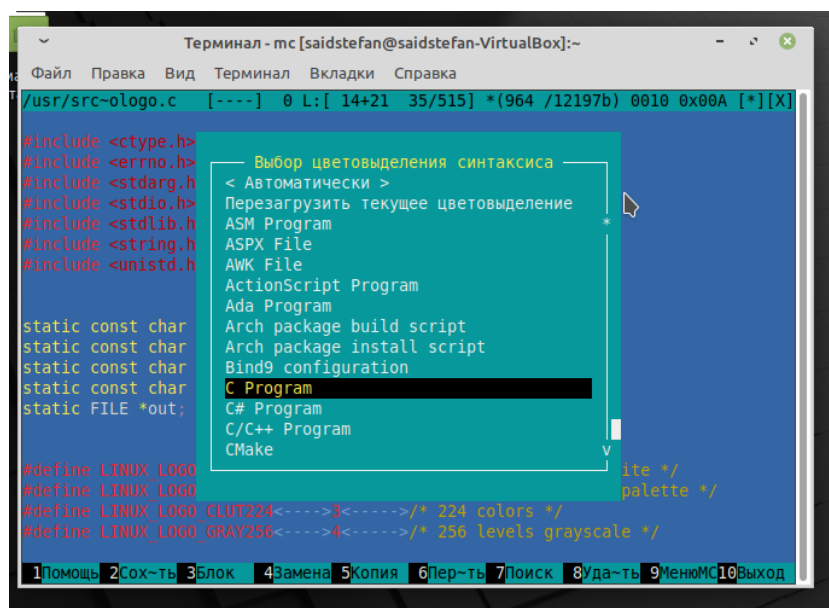 Терминал - mc [saidstefan@saidstefan-VirtualBox]:~
Файл Правка Вид Терминал Вкладки Справка
/usr/src~ologo.c [----] 0 L:[ 14+21 35/515] *(964 /12197b) 0010 0x00A [*][X]
#include <ctype.h>
#include <errno.h>
#include <stdarg.h
#include <stdio.h>
#include <stdlib.h
#include <string.h
#include <unistd.h
static const char
static const char
static const char
static const char
static FILE *out;
Выбор цветовыделения синтаксиса
< Автоматически >
Перезагрузить текущее цветовыделение
ASM Program *
ASPX File
AWK File
ActionScript Program
Ada Program
Arch package build script
Arch package install script
Bind9 configuration
C Program
C# Program
C/C++ Program
CMake v
#define LINUX_LOGO ite */
#define LINUX_LOGO palette */
#define LINUX_LOGO_CLUT224<---->3<----->/* 224 colors */
#define LINUX_LOGO_GRAY256<---->4<----->/* 256 levels grayscale */
1Помощь 2Сох~ть 3Блок 4Замена 5Копия 6Пер~ть 7Поиск 8Уда~ть 9МенюMC10Выход